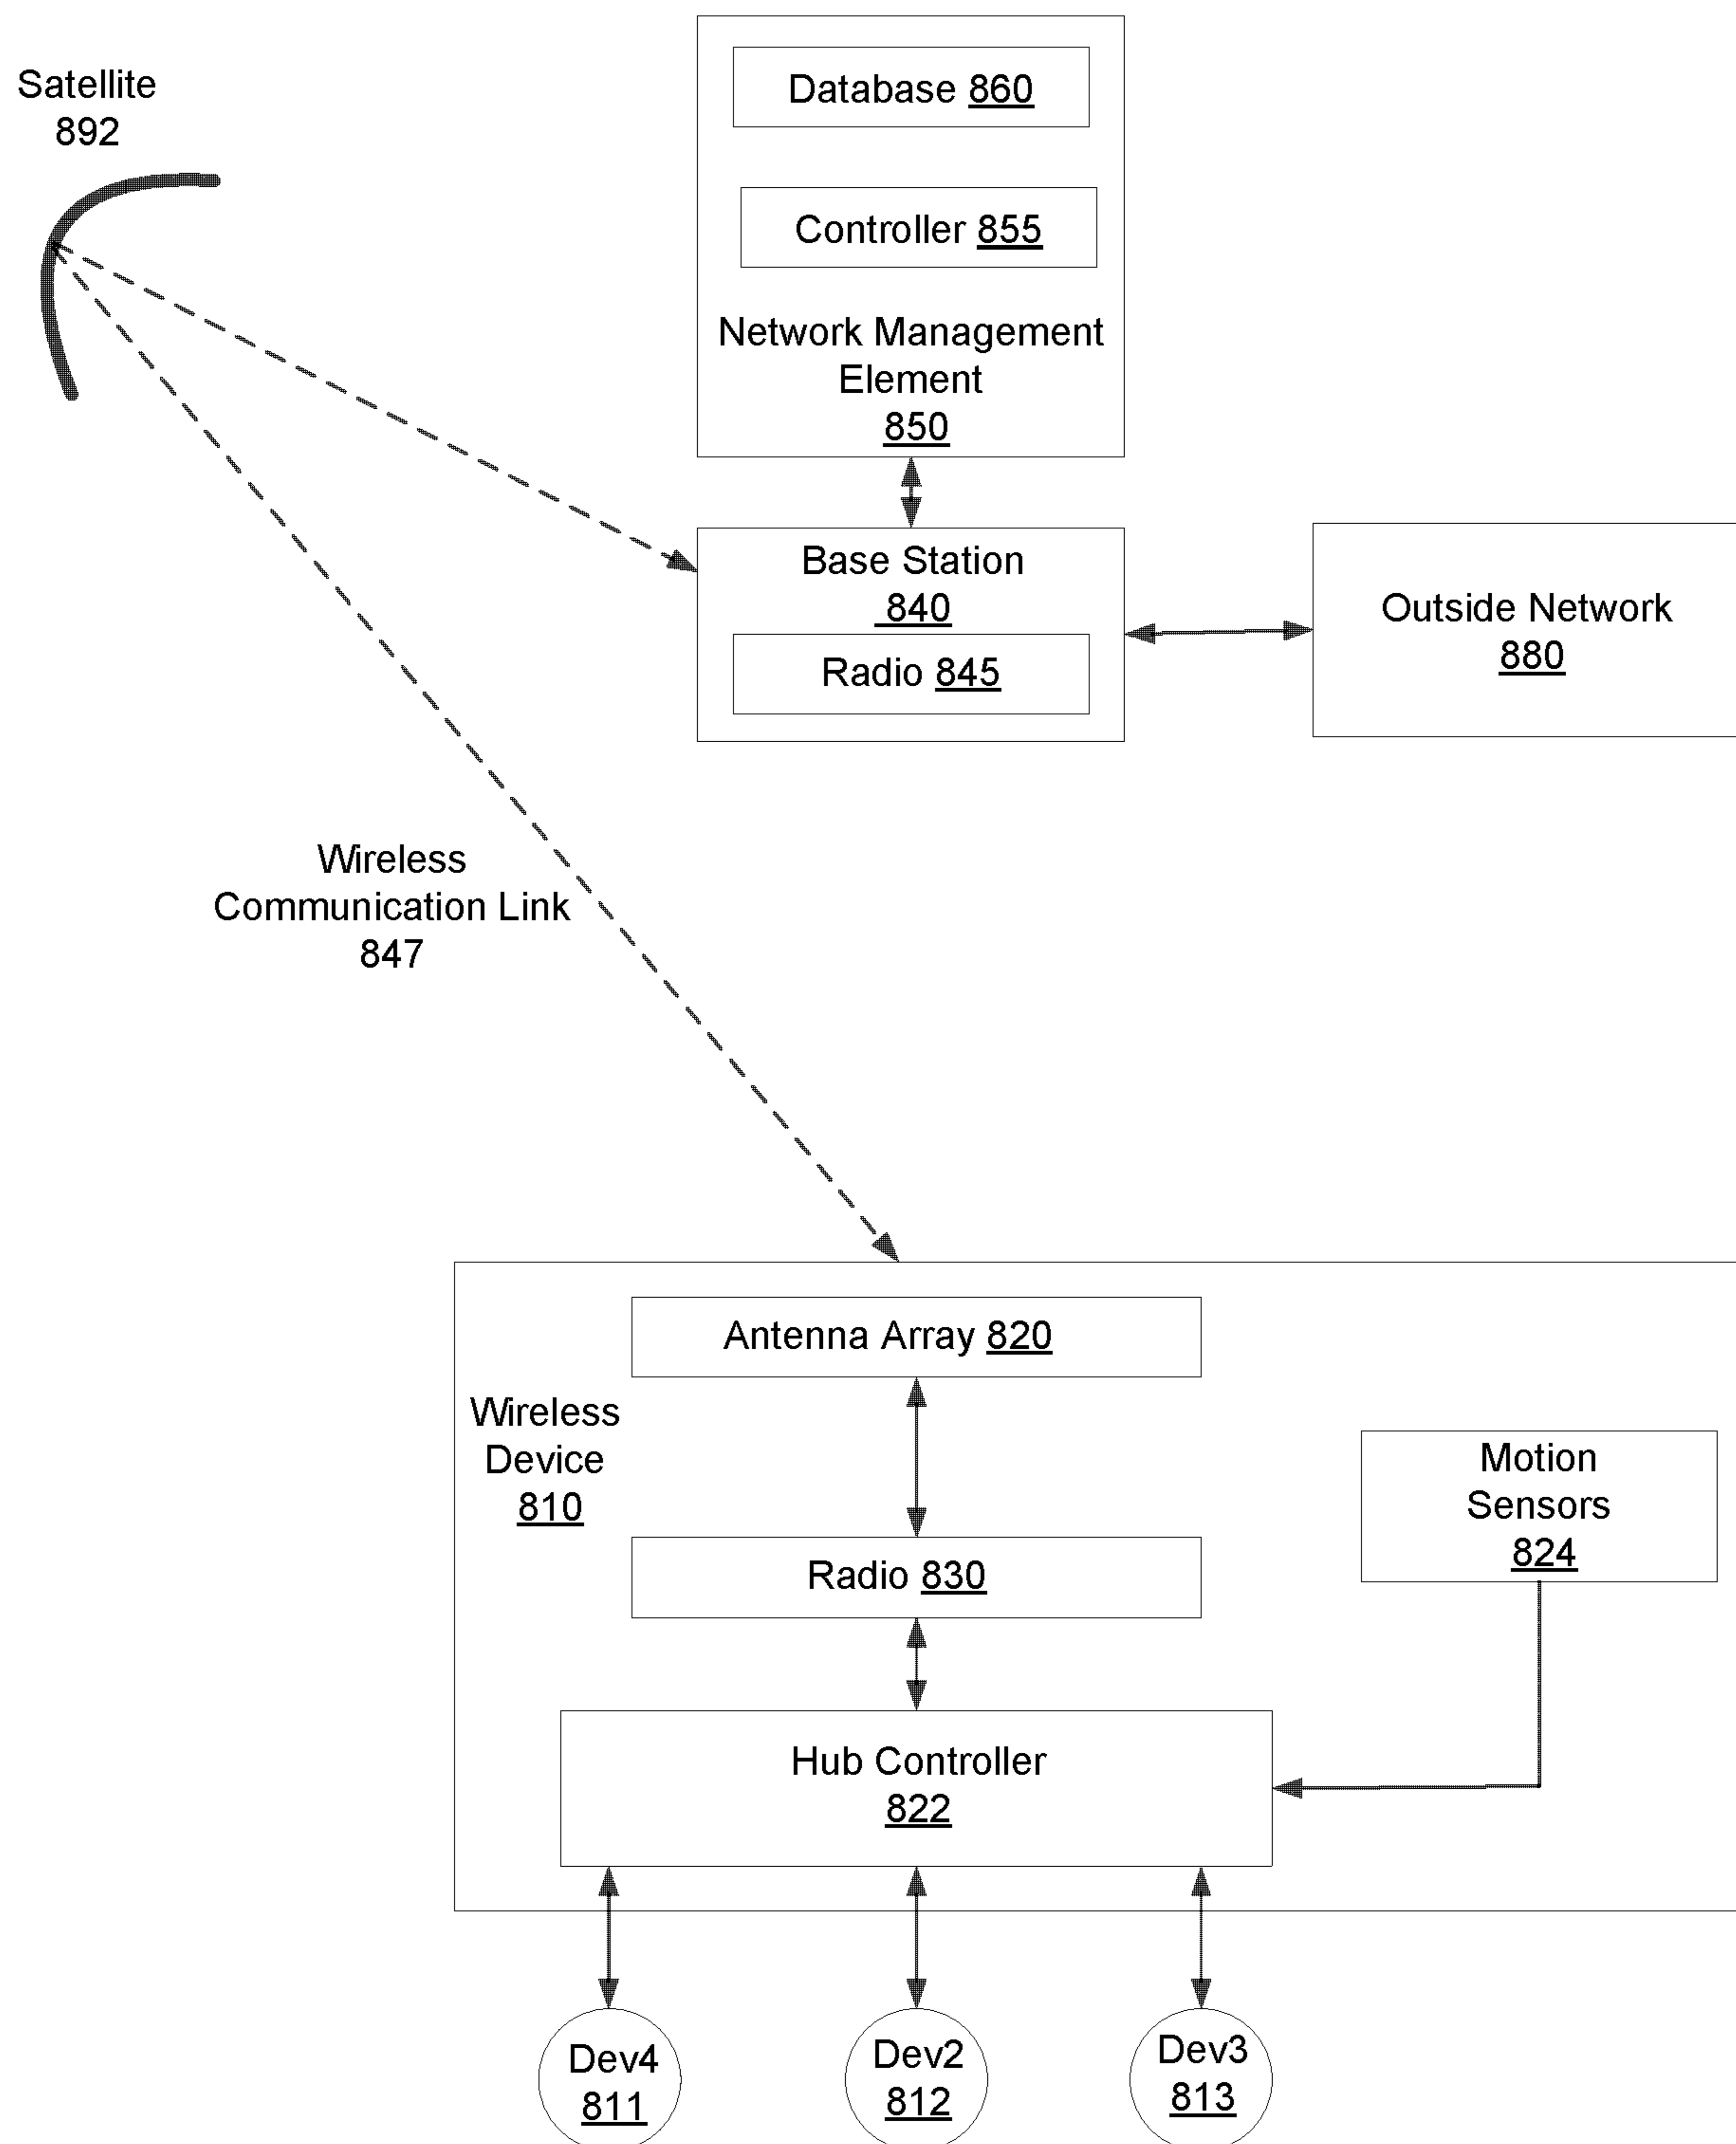 Satellite
892
Database 860
Controller 855
Network Management
Element
850
Base Station
840
Radio 845
Outside Network
880
Wireless
Communication Link
847
Antenna Array 820
Wireless
Device
810
Motion
Sensors
824
Radio 830
Hub Controller
822
Dev4
811
Dev2
812
Dev3
813